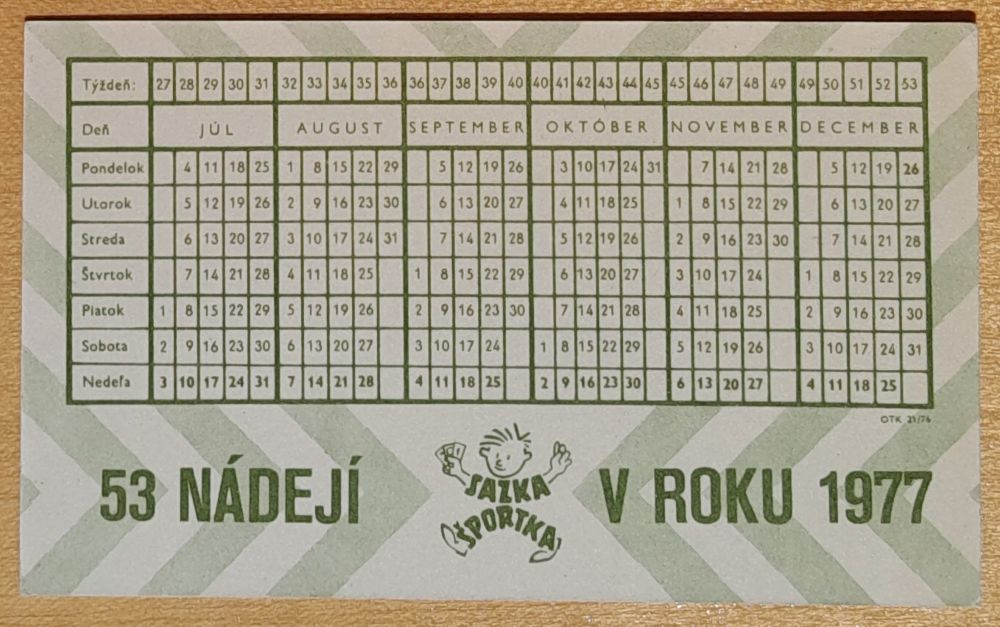 Týždeň: 27 28 29 30 31 32 33 34 35 36 36 37 38 39 40 40 41 42 43 44 45 45 46 47 48 49 49 50 51 52 53
Deň JÚL AUGUST SEPTEMBER OKTÓBER NOVEMBER DECEMBER
Pondelok 4 11 18 25 1 8 15 22 29 5 12 19 26 3 10 17 24 31 7 14 21 28 5 12 19 26
Utorok 5 12 19 26 2 9 16 23 30 6 13 20 27 4 11 18 25 1 8 15 22 29 6 13 20 27
Streda 6 13 20 27 3 10 17 24 31 7 14 21 28 5 12 19 26 2 9 16 23 30 7 14 21 28
Štvrtok 7 14 21 28 4 11 18 25 1 8 15 22 29 6 13 20 27 3 10 17 24 1 8 15 22 29
Piatok 1 8 15 22 29 5 12 19 26 2 9 16 23 30 7 14 21 28 4 11 18 25 2 9 16 23 30
Sobota 2 9 16 23 30 6 13 20 27 3 10 17 24 1 8 15 22 29 5 12 19 26 3 10 17 24 31
Nedeľa 3 10 17 24 31 7 14 21 28 4 11 18 25 2 9 16 23 30 6 13 20 27 4 11 18 25
OTK 21/76
53 NÁDEJÍ SAZKA ŠPORTKA V ROKU 1977